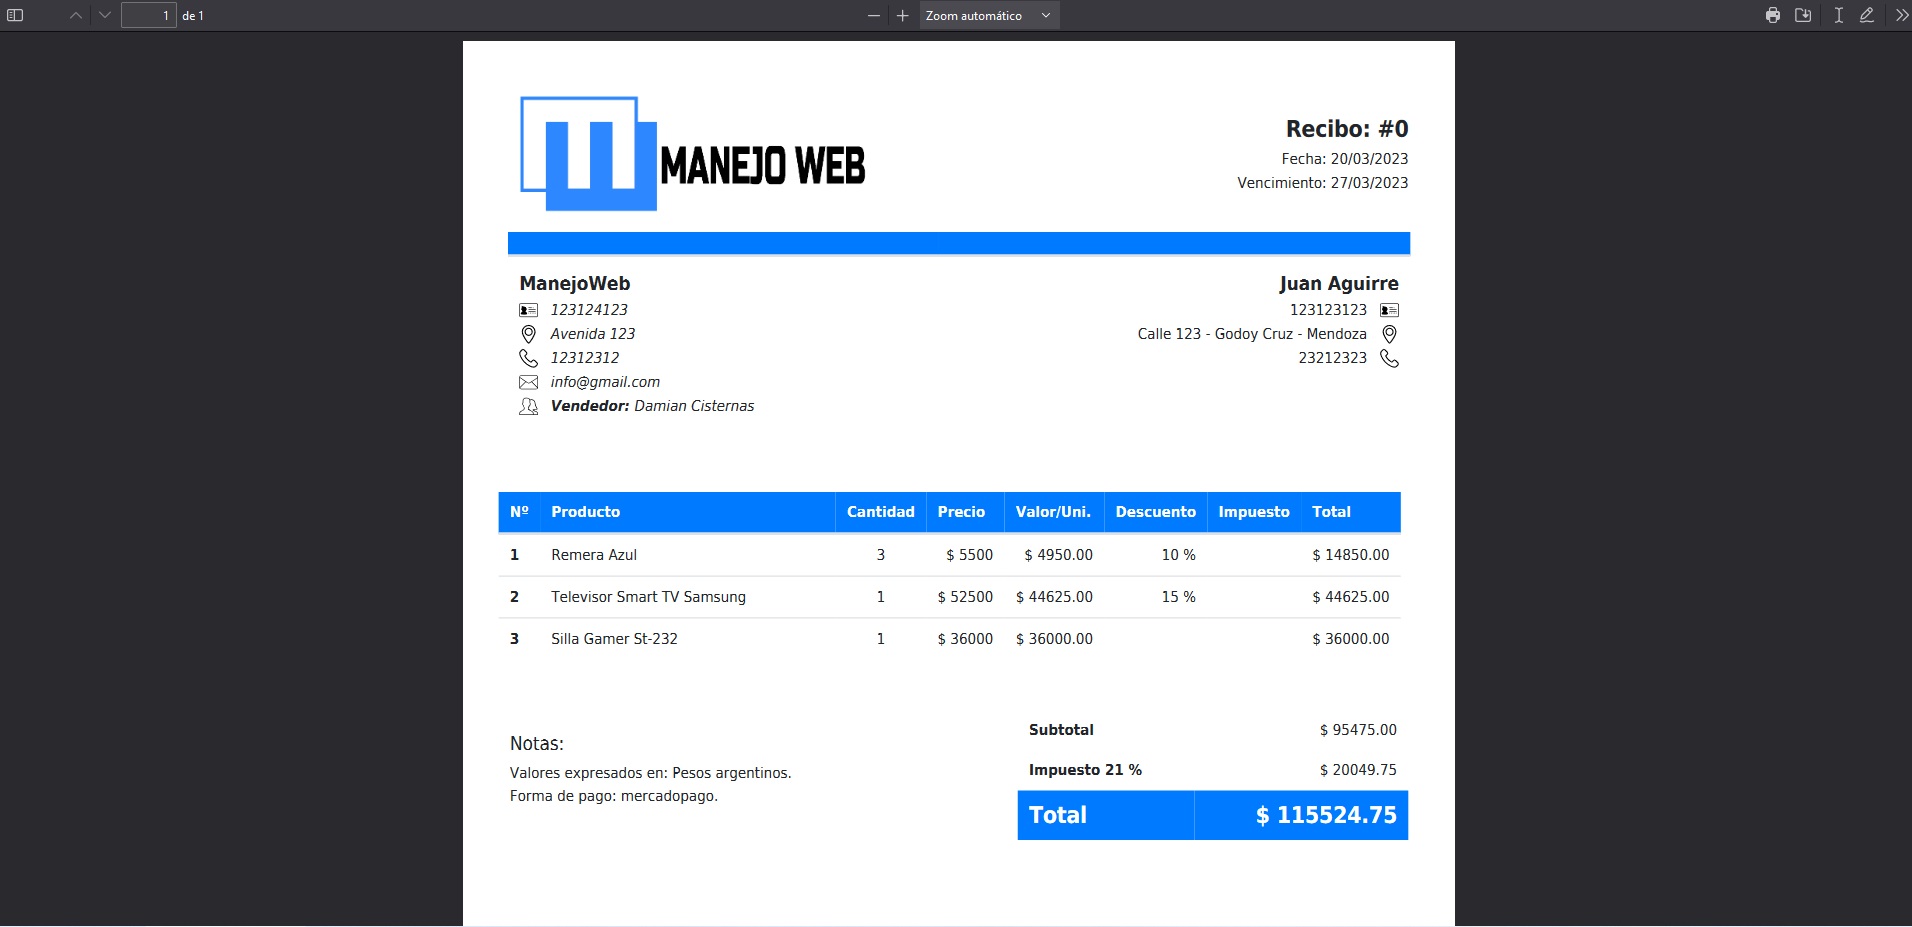 1 de 1 Zoom automático
MANEJO WEB
Recibo: #0
Fecha: 20/03/2023
Vencimiento: 27/03/2023
ManejoWeb
123124123
Avenida 123
12312312
info@gmail.com
Vendedor: Damian Cisternas
Juan Aguirre
123123123
Calle 123 - Godoy Cruz - Mendoza
23212323
Nº Producto Cantidad Precio Valor/Uni. Descuento Impuesto Total
1 Remera Azul 3 $ 5500 $ 4950.00 10 % $ 14850.00
2 Televisor Smart TV Samsung 1 $ 52500 $ 44625.00 15 % $ 44625.00
3 Silla Gamer St-232 1 $ 36000 $ 36000.00 $ 36000.00
Notas:
Valores expresados en: Pesos argentinos.
Forma de pago: mercadopago.
Subtotal $ 95475.00
Impuesto 21 % $ 20049.75
Total $ 115524.75